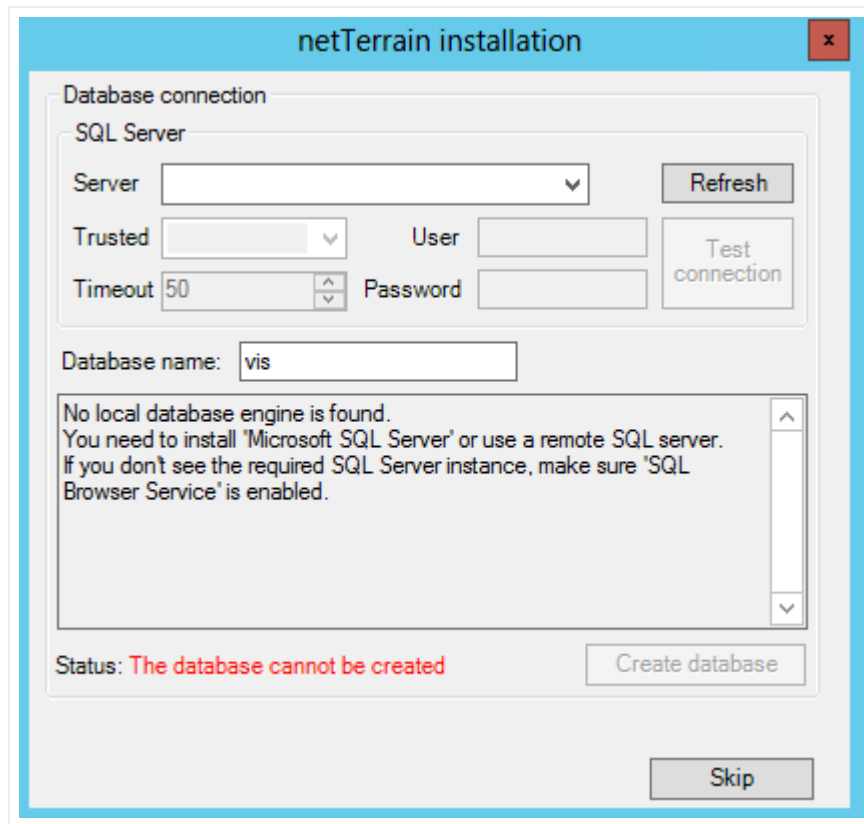 netTerrain installation
x
Database connection
SQL Server
Server
Refresh
Trusted
User
Test
connection
Timeout 50
Password
Database name: vis
No local database engine is found.
You need to install 'Microsoft SQL Server' or use a remote SQL server.
If you don't see the required SQL Server instance, make sure 'SQL
Browser Service' is enabled.
Status: The database cannot be created
Create database
Skip